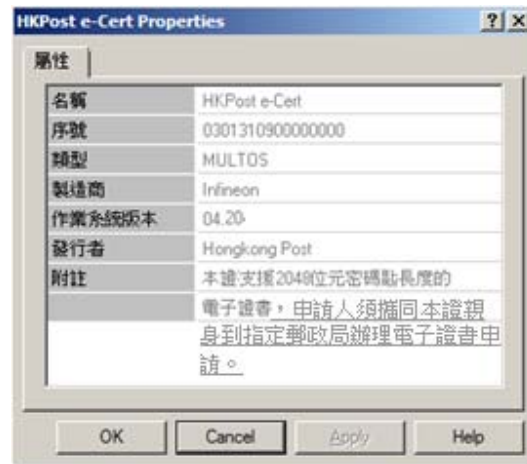 HKPost e-Cert Properties
屬性
名稱 HKPost e-Cert
序號 0301310900000000
類型 MULTOS
製造商 Infineon
作業系統版本 04.20
發行者 Hongkong Post
附註 本證支援2048位元密碼匙長度的
電子證書，申請人須攜同本證親
身到指定郵政局辦理電子證書申
請。
OK Cancel Apply Help